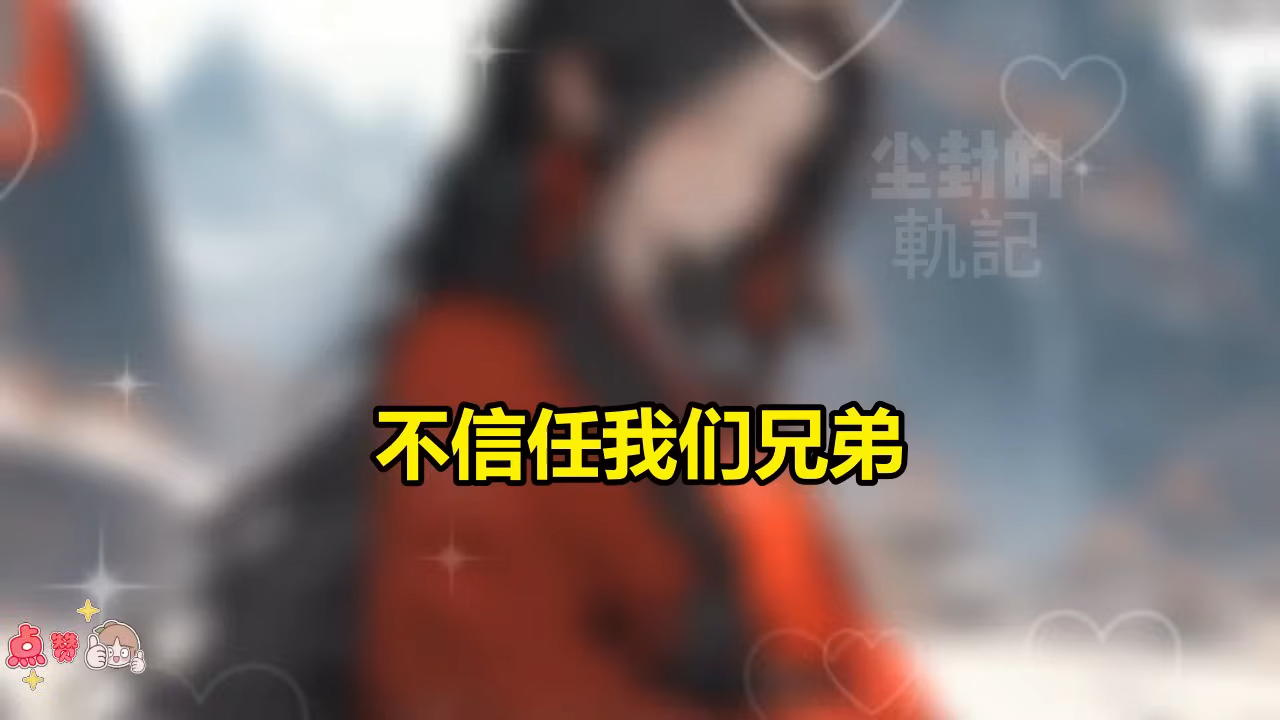 尘封的
軌記
不信任我们兄弟
点赞